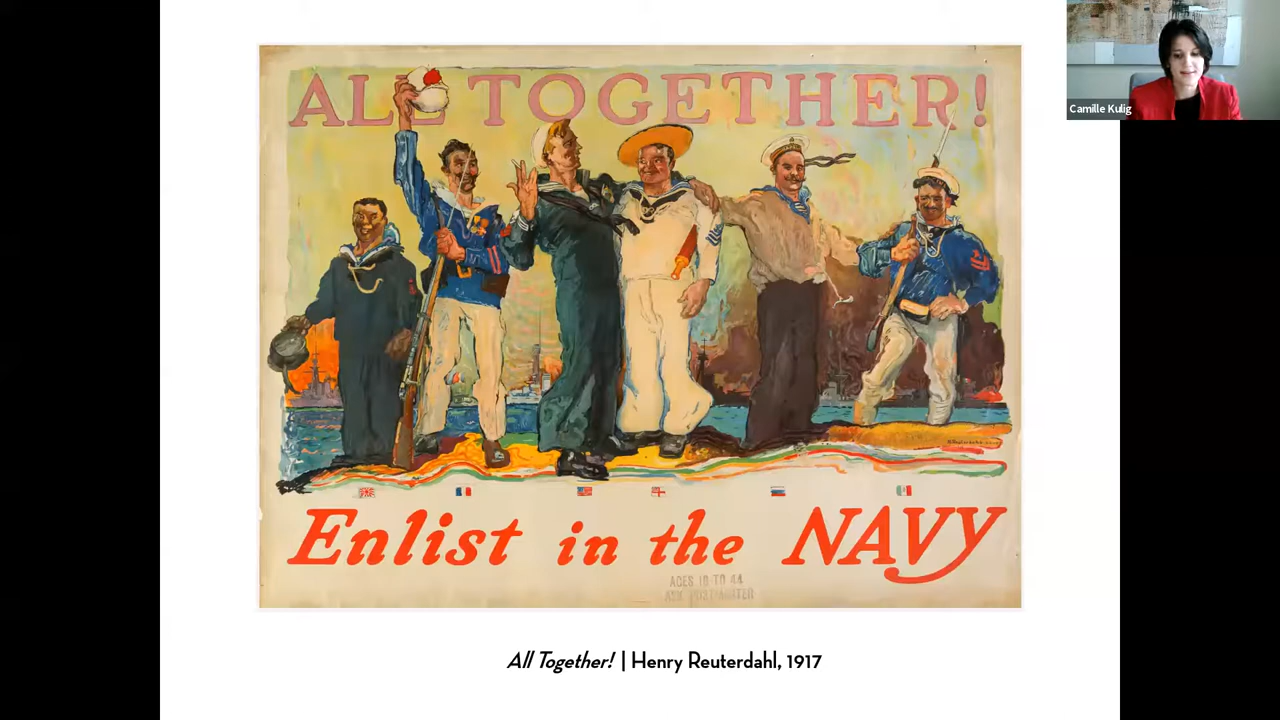 ALL TOGETHER!
Camille Kulig
Enlist in the NAVY
AGES 18 TO 44
ASK POSTMASTER
All Together! | Henry Reuterdahl, 1917